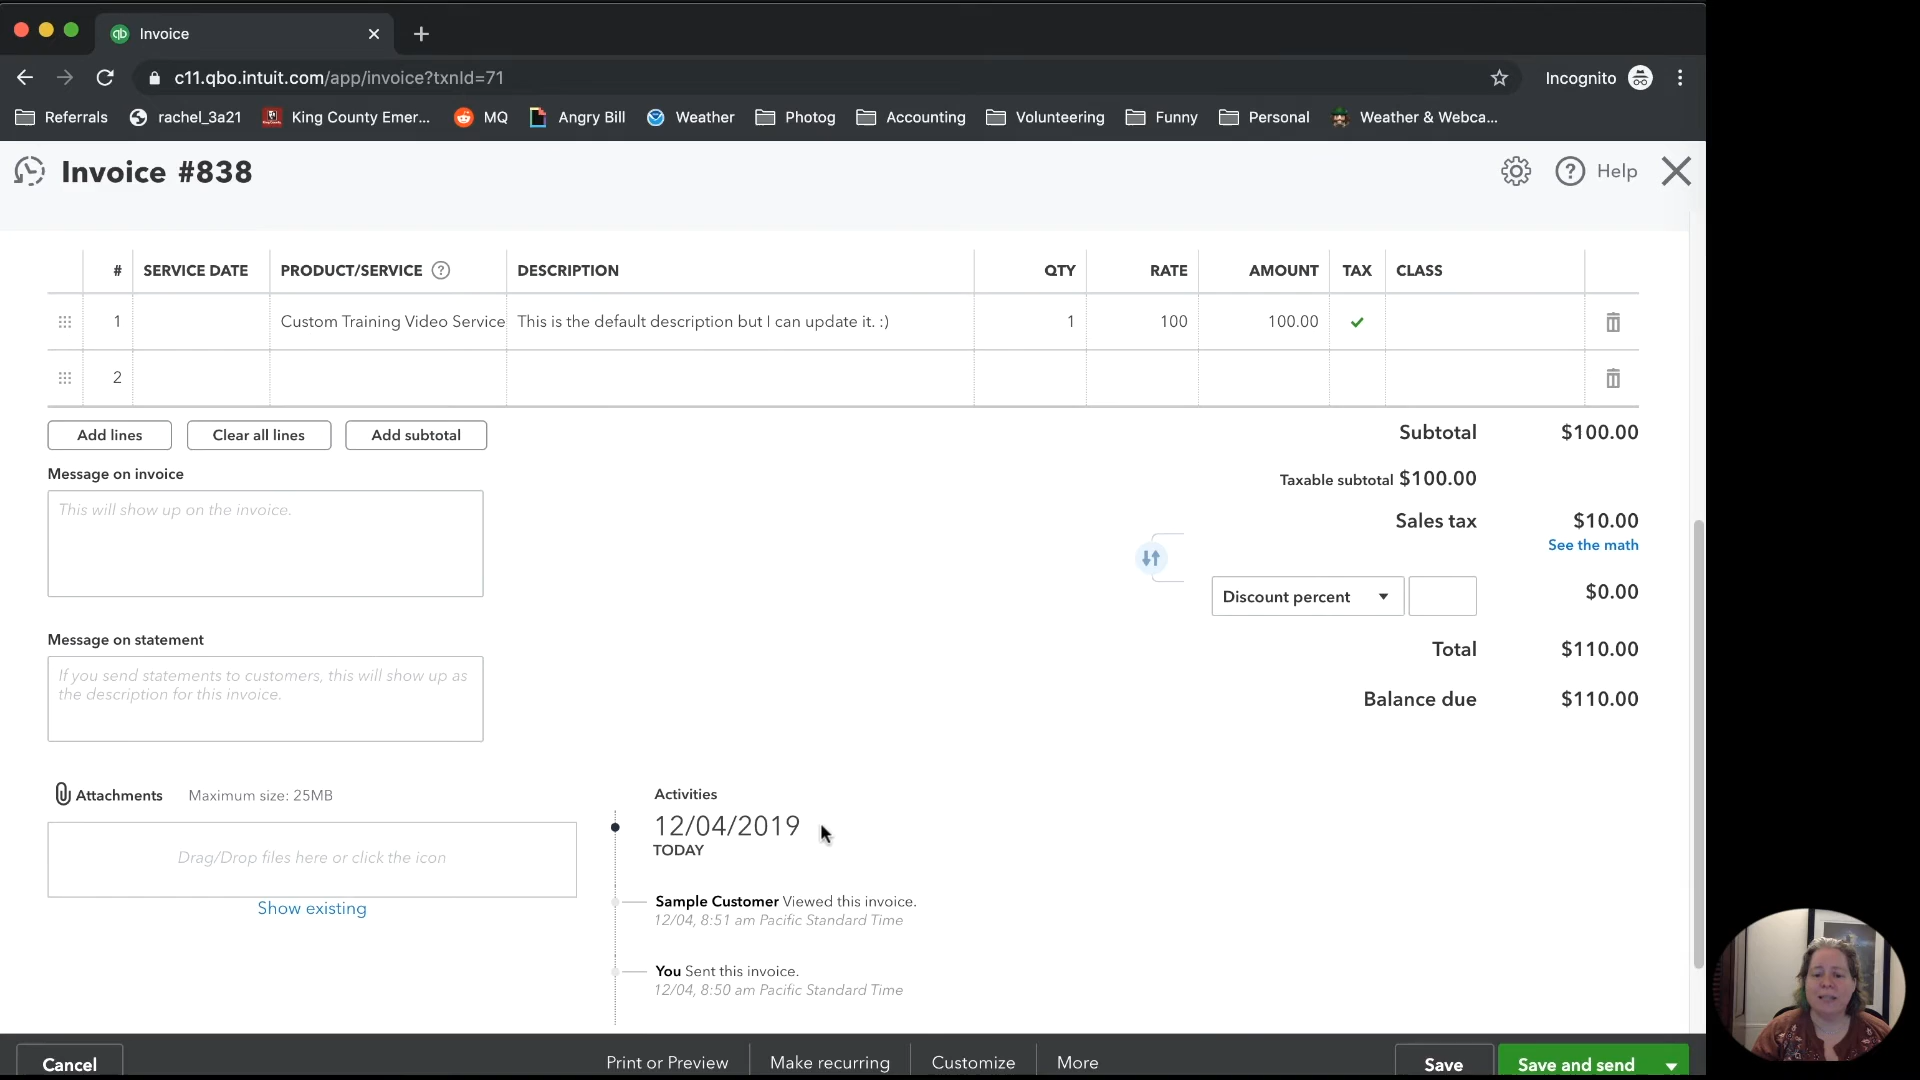 Invoice
c11.qbo.intuit.com/app/invoice?txnId=71
Incognito
Referrals
rachel_3a21
King County Emer...
MQ
Angry Bill
Weather
Photog
Accounting
Volunteering
Funny
Personal
Weather & Webca...
Invoice #838
Help
# SERVICE DATE PRODUCT/SERVICE DESCRIPTION QTY RATE AMOUNT TAX CLASS
1 Custom Training Video Service This is the default description but I can update it. :) 1 100 100.00
2
Add lines
Clear all lines
Add subtotal
Subtotal $100.00
Message on invoice
This will show up on the invoice.
Taxable subtotal $100.00
Sales tax $10.00
See the math
Discount percent $0.00
Message on statement
If you send statements to customers, this will show up as
the description for this invoice.
Total $110.00
Balance due $110.00
Attachments Maximum size: 25MB
Drag/Drop files here or click the icon
Show existing
Activities
12/04/2019
TODAY
Sample Customer Viewed this invoice.
12/04, 8:51 am Pacific Standard Time
You Sent this invoice.
12/04, 8:50 am Pacific Standard Time
Cancel
Print or Preview
Make recurring
Customize
More
Save
Save and send